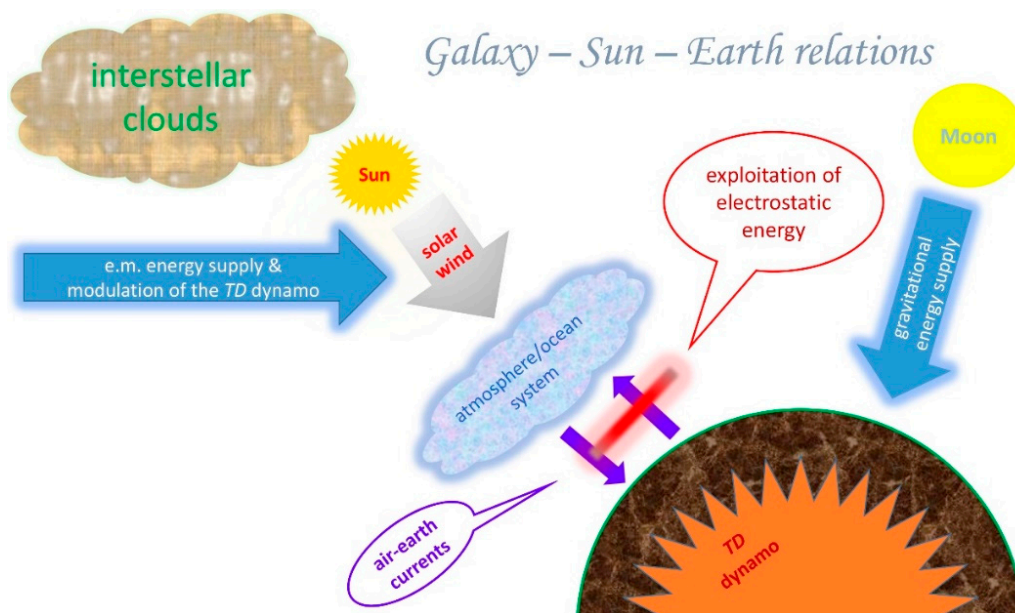 Galaxy – Sun – Earth relations
interstellar
clouds
Moon
Sun
exploitation of
electrostatic
energy
solar
wind
e.m. energy supply &
modulation of the TD dynamo
gravitational
energy supply
atmosphere/ocean
system
air-earth
currents
TD
dynamo